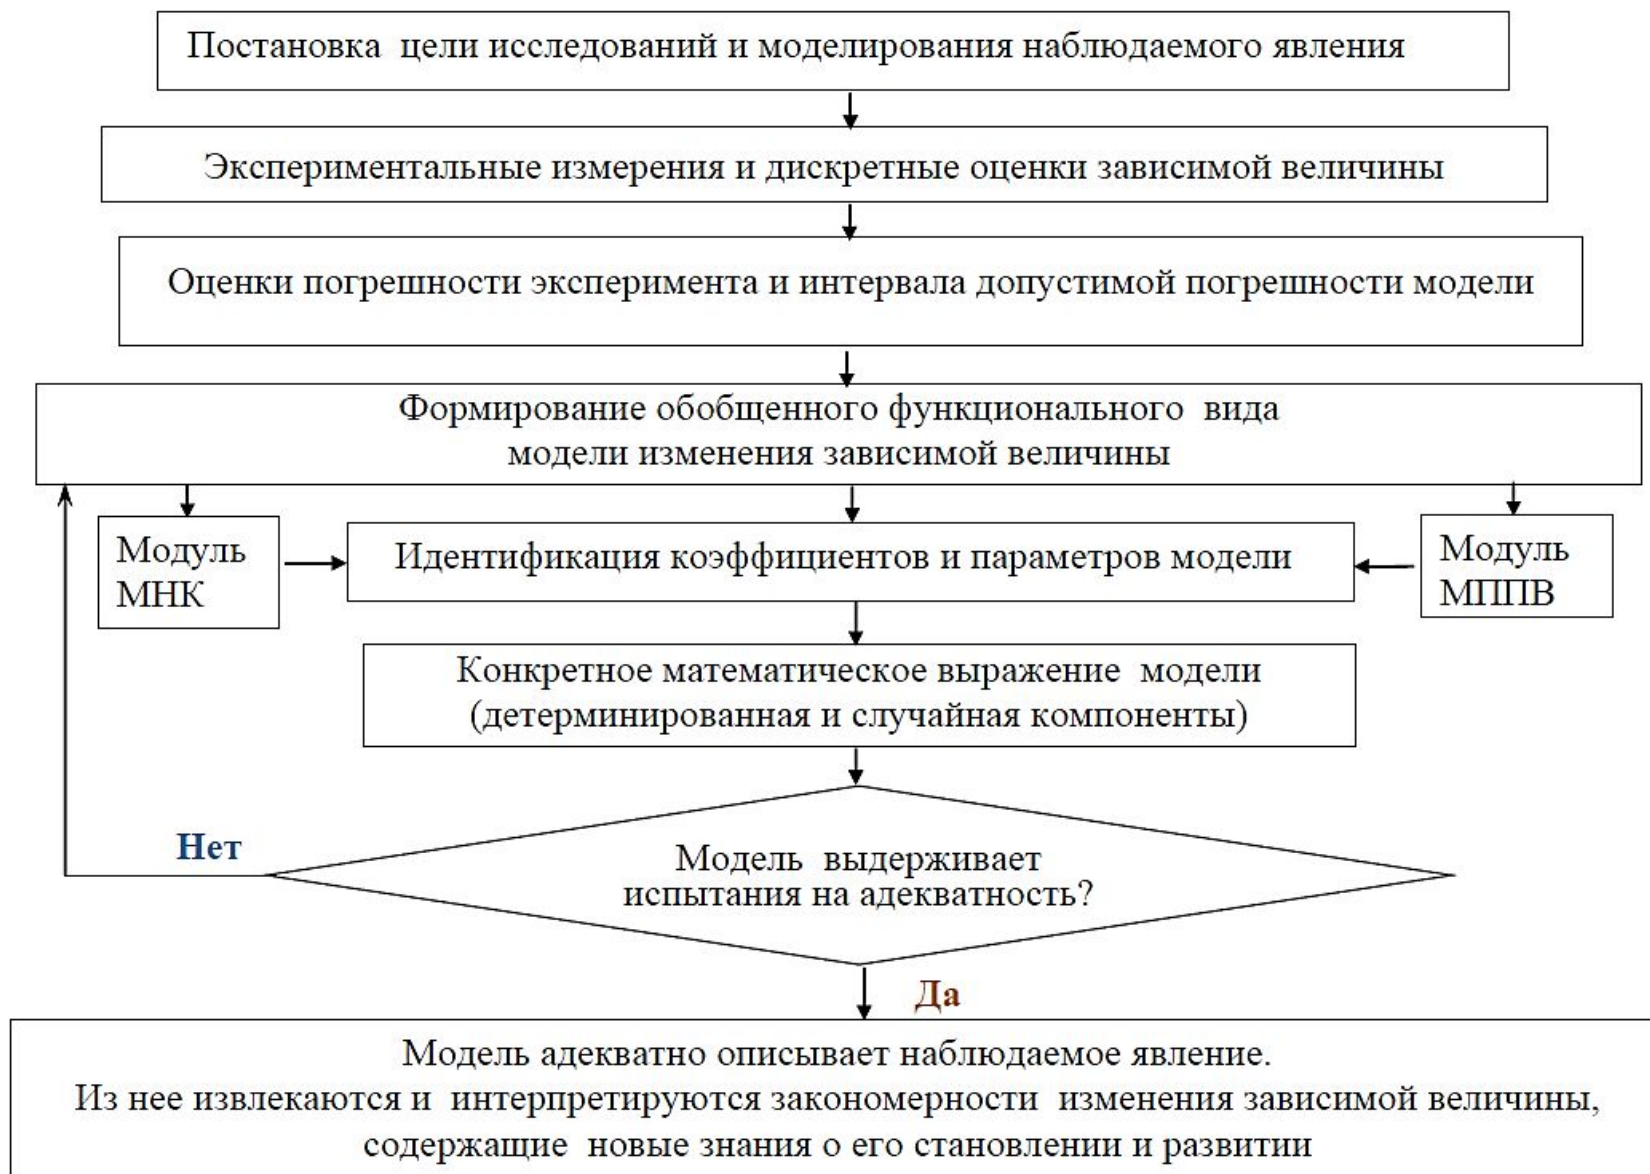 Постановка цели исследований и моделирования наблюдаемого явления
Экспериментальные измерения и дискретные оценки зависимой величины
Оценки погрешности эксперимента и интервала допустимой погрешности модели
Формирование обобщенного функционального вида
модели изменения зависимой величины
Модуль
МНК
Идентификация коэффициентов и параметров модели
Модуль
МППВ
Конкретное математическое выражение модели
(детерминированная и случайная компоненты)
Нет
Модель выдерживает
испытания на адекватность?
Да
Модель адекватно описывает наблюдаемое явление.
Из нее извлекаются и интерпретируются закономерности изменения зависимой величины,
содержащие новые знания о его становлении и развитии